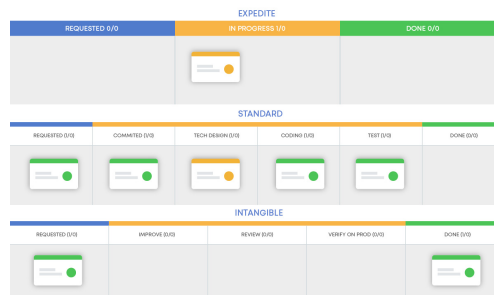 EXPEDITE
REQUESTED 0/0 IN PROGRESS 1/0 DONE 0/0
STANDARD
REQUESTED (1/0) COMMITED (1/0) TECH DESIGN (1/0) CODING (1/0) TEST (1/0) DONE (0/0)
INTANGIBLE
REQUESTED (1/0) IMPROVE (0/0) REVIEW (0/0) VERIFY ON PROD (0/0) DONE (1/0)